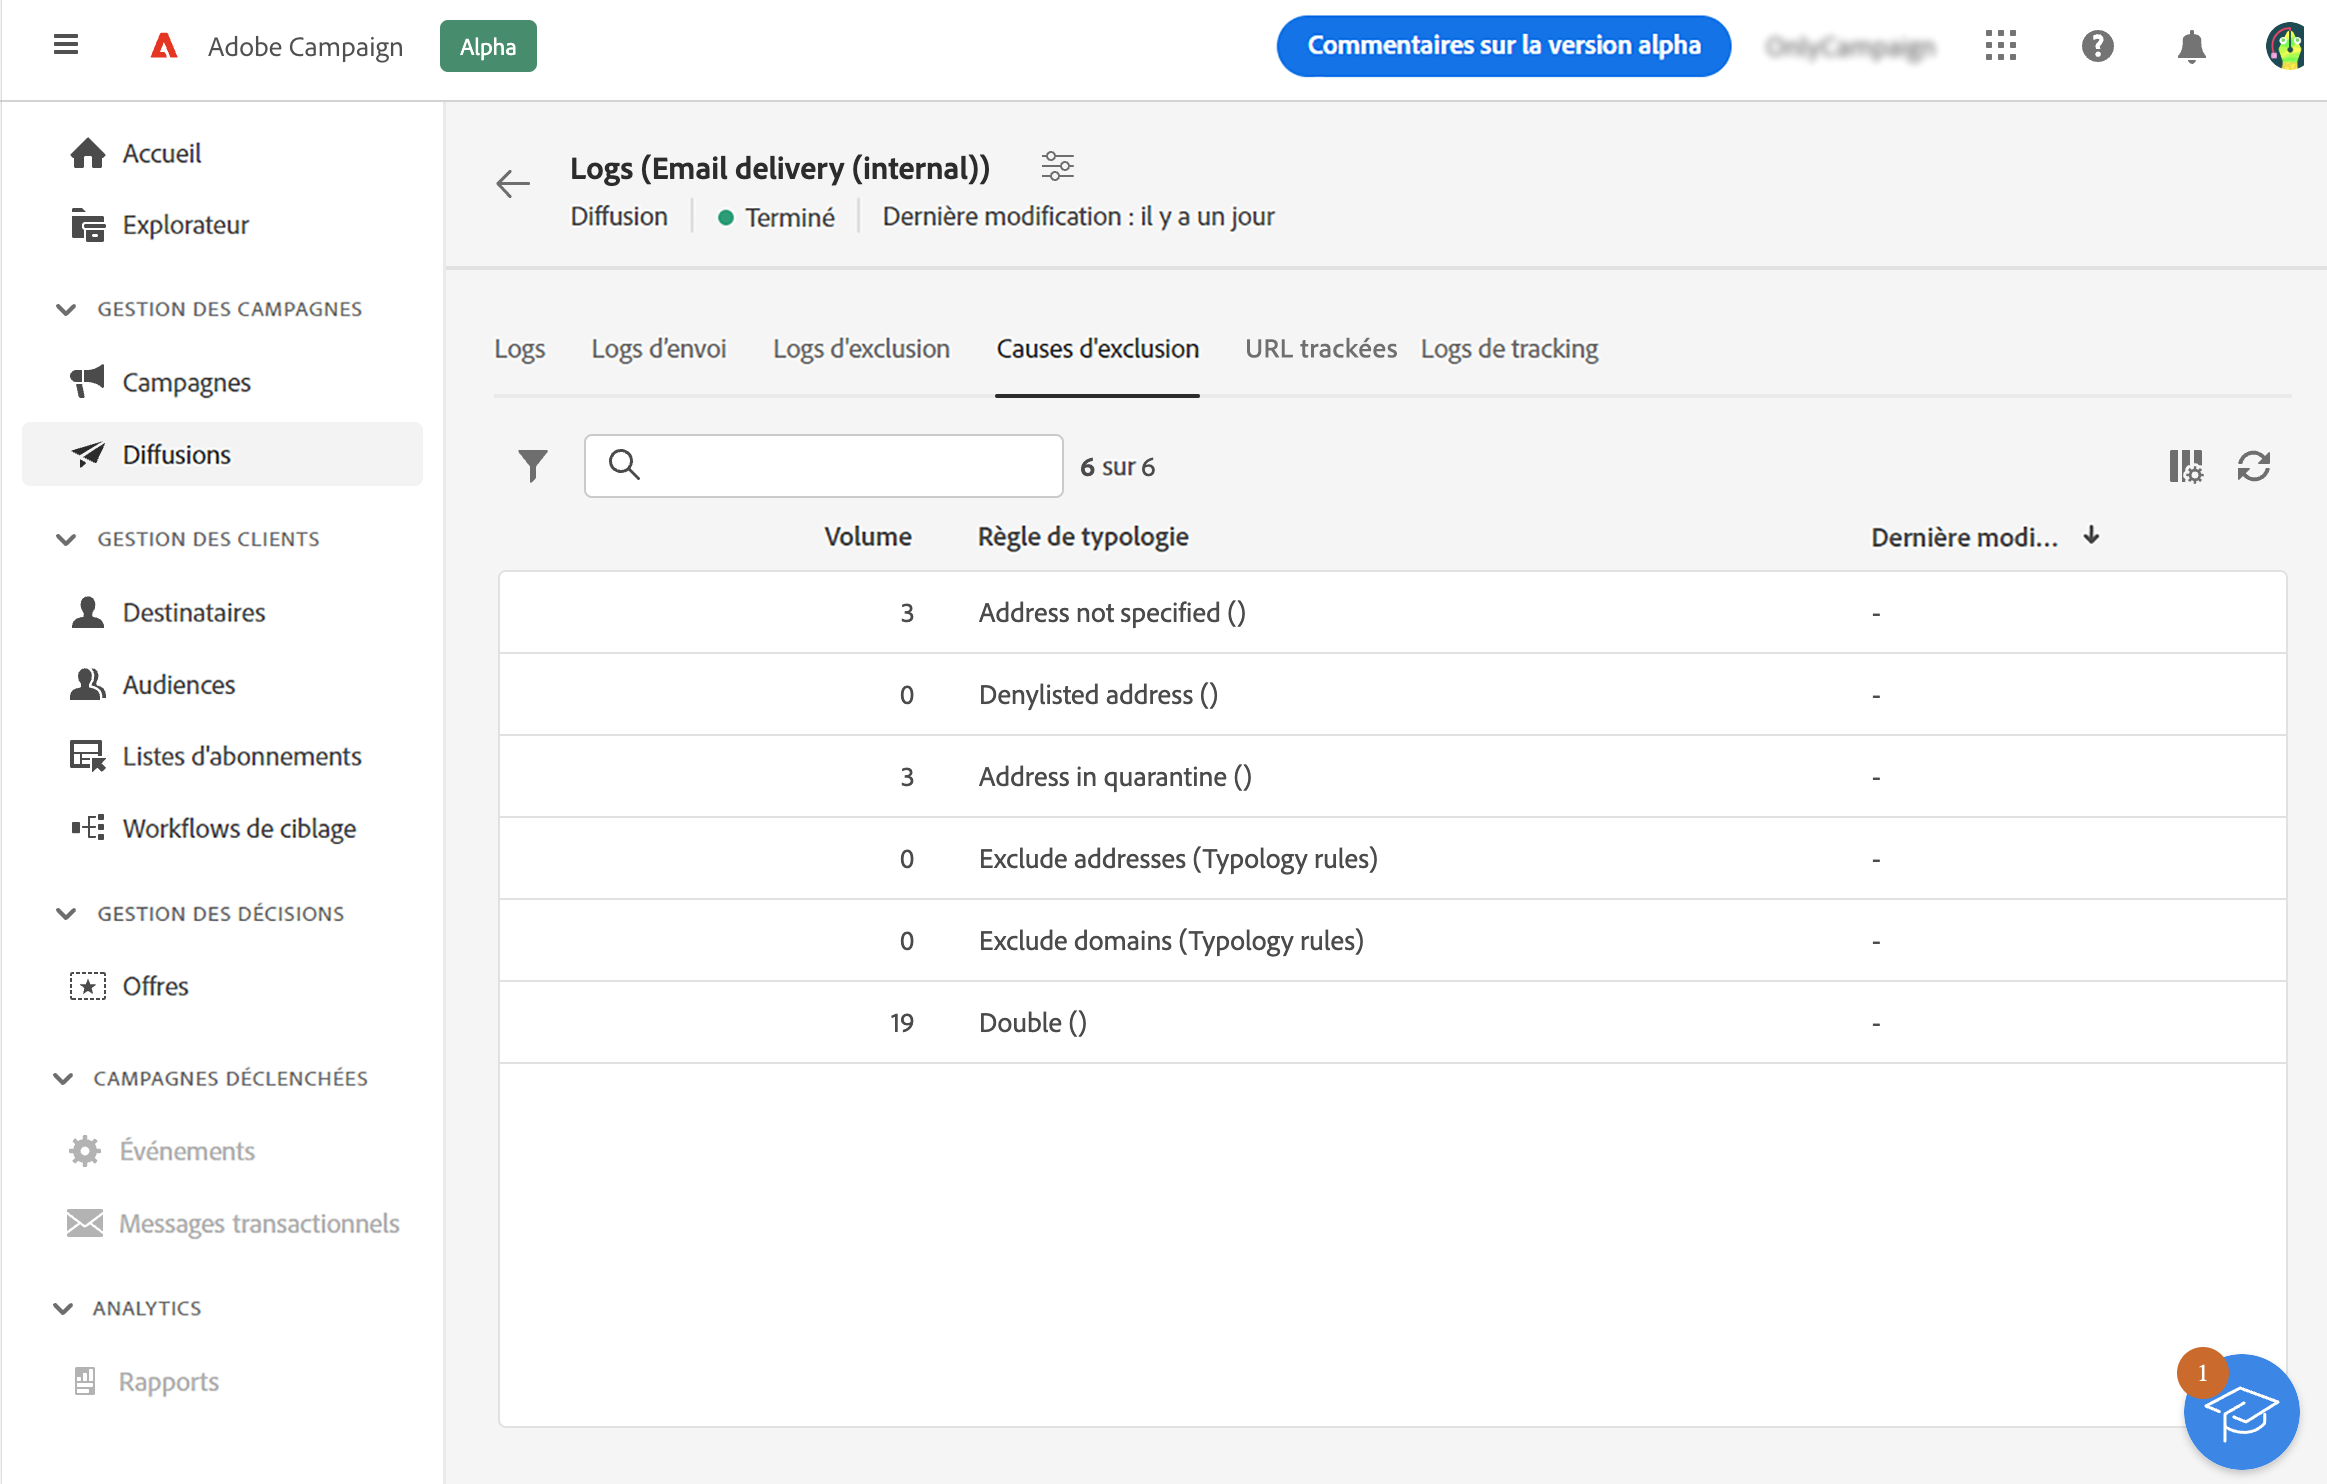 Adobe Campaign
Alpha
Commentaires sur la version alpha
Accueil
Explorateur
GESTION DES CAMPAGNES
Campagnes
Diffusions
GESTION DES CLIENTS
Destinataires
Audiences
Listes d'abonnements
Workflows de ciblage
GESTION DES DÉCISIONS
Offres
CAMPAGNES DÉCLENCHÉES
Événements
Messages transactionnels
ANALYTICS
Rapports
Logs (Email delivery (internal))
Diffusion
Terminé
Dernière modification : il y a un jour
Logs
Logs d’envoi
Logs d'exclusion
Causes d'exclusion
URL trackées
Logs de tracking
6 sur 6
Volume Règle de typologie Dernière modi...
3 Address not specified () -
0 Denylisted address () -
3 Address in quarantine () -
0 Exclude addresses (Typology rules) -
0 Exclude domains (Typology rules) -
19 Double () -
1